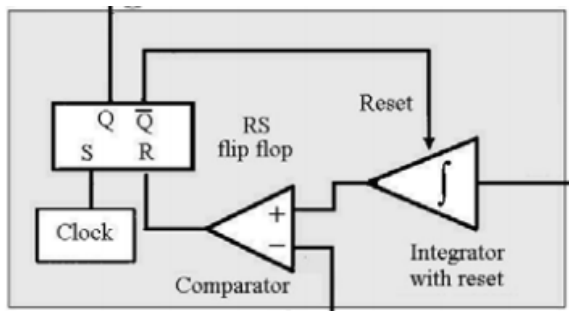 Q Q̅
S R
RS
flip flop
Reset
∫
+
−
Clock
Comparator
Integrator
with reset